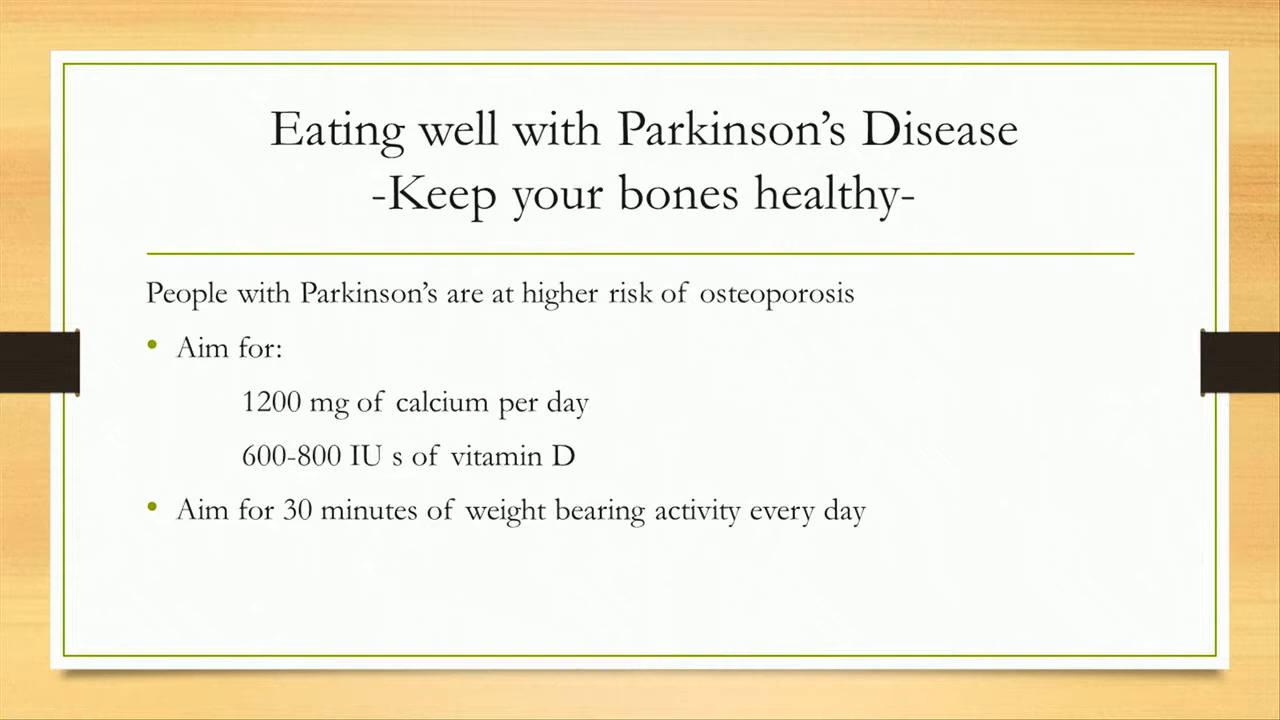 Eating well with Parkinson’s Disease
-Keep your bones healthy-
People with Parkinson’s are at higher risk of osteoporosis
• Aim for:
1200 mg of calcium per day
600-800 IU s of vitamin D
• Aim for 30 minutes of weight bearing activity every day